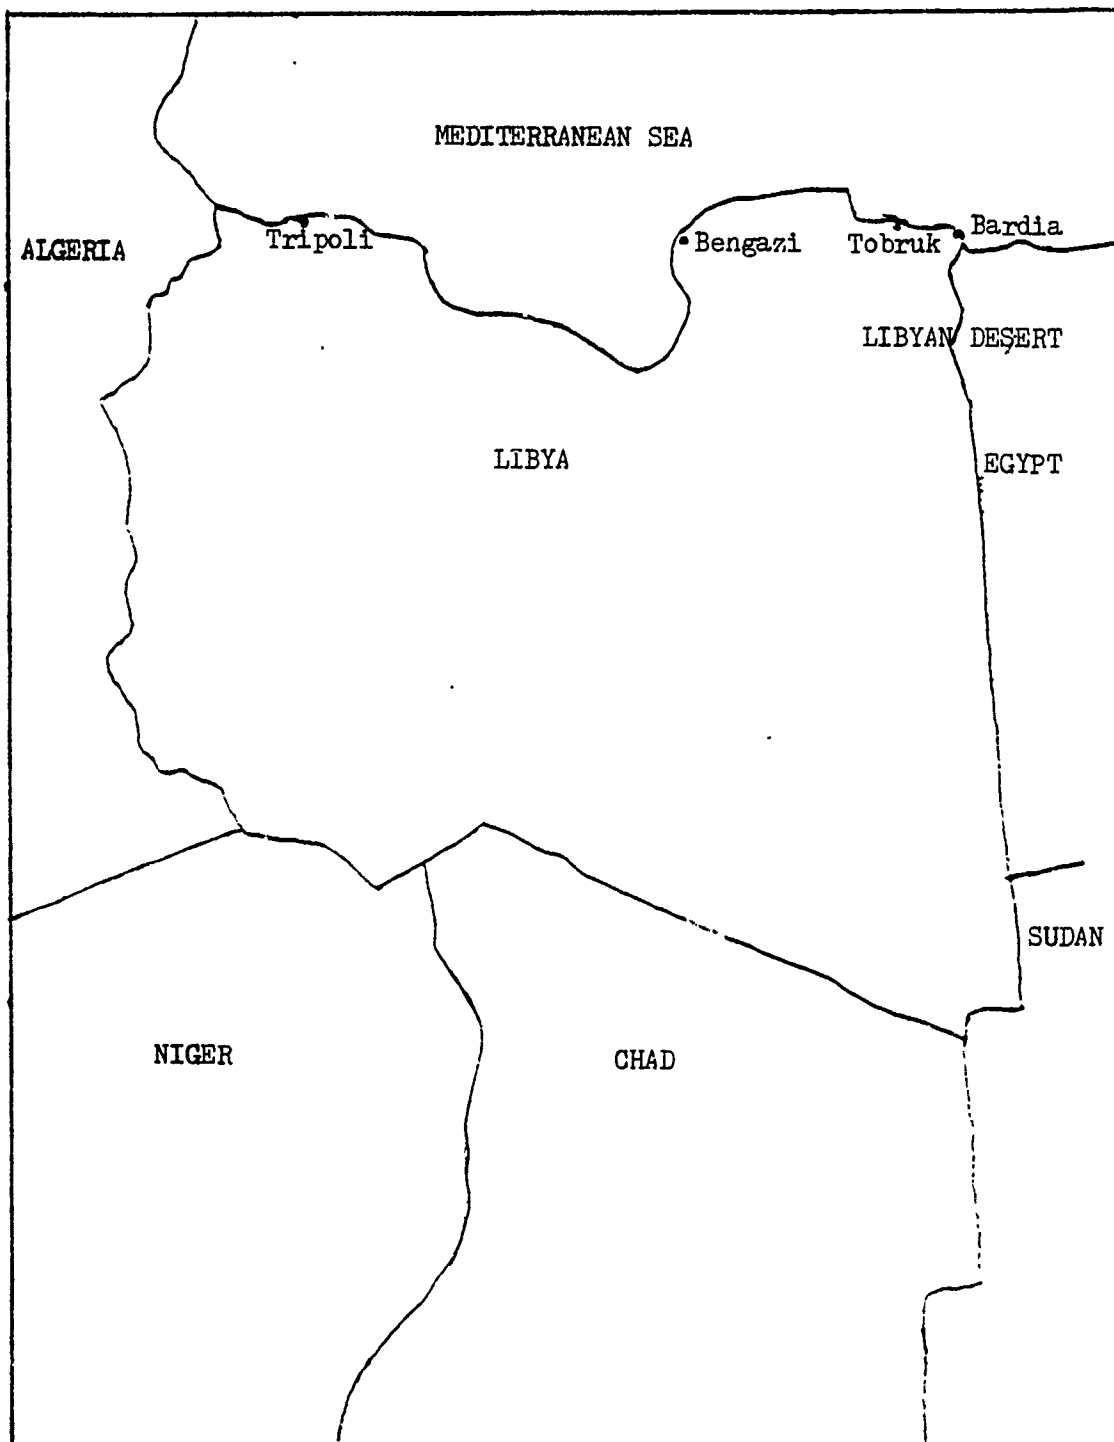 MEDITERRANEAN SEA
ALGERIA
Tripoli
Bengazi
Tobruk
Bardia
LIBYAN DESERT
LIBYA
EGYPT
SUDAN
NIGER
CHAD